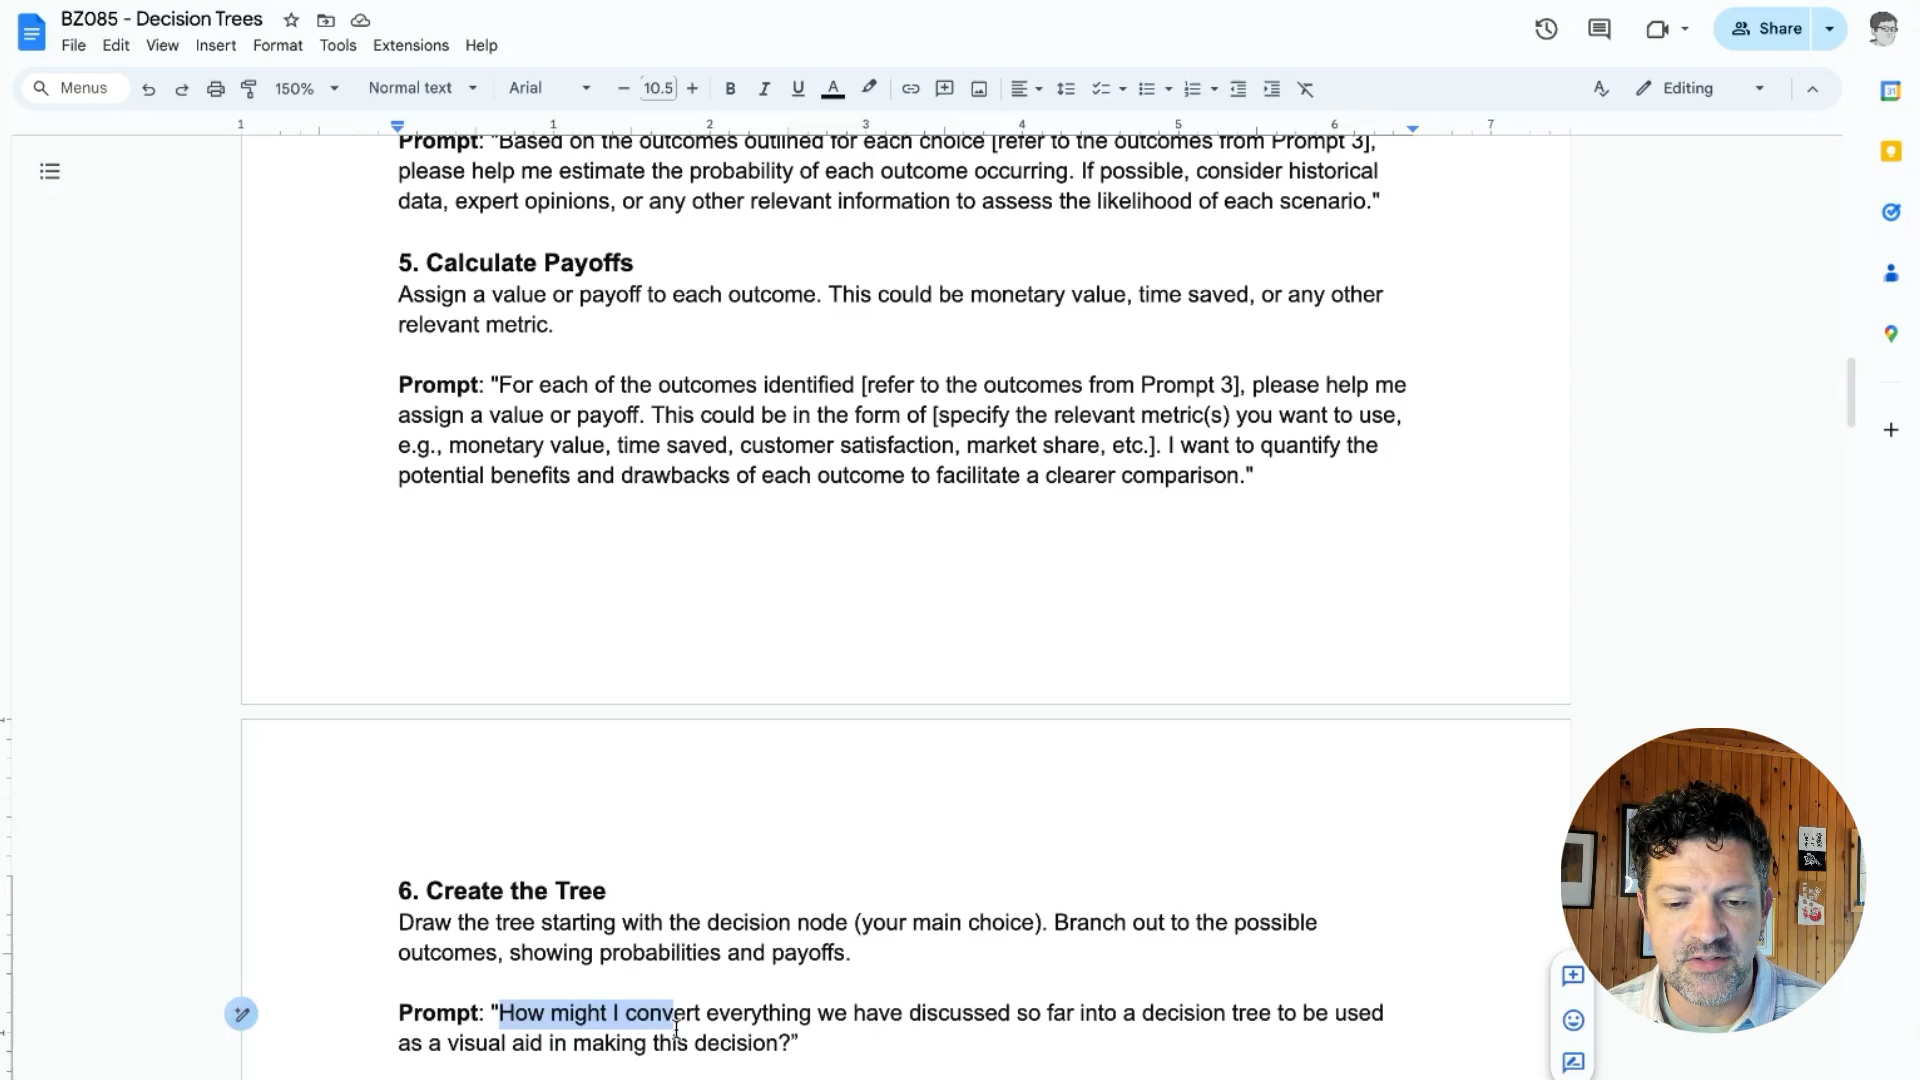 BZ085 - Decision Trees
File Edit View Insert Format Tools Extensions Help
Share
Menus 150% Normal text Arial 10.5 B I U A Editing
1 1 2 3 4 5 6 7
Prompt: "Based on the outcomes outlined for each choice [refer to the outcomes from Prompt 3],
please help me estimate the probability of each outcome occurring. If possible, consider historical
data, expert opinions, or any other relevant information to assess the likelihood of each scenario."
5. Calculate Payoffs
Assign a value or payoff to each outcome. This could be monetary value, time saved, or any other
relevant metric.
Prompt: "For each of the outcomes identified [refer to the outcomes from Prompt 3], please help me
assign a value or payoff. This could be in the form of [specify the relevant metric(s) you want to use,
e.g., monetary value, time saved, customer satisfaction, market share, etc.]. I want to quantify the
potential benefits and drawbacks of each outcome to facilitate a clearer comparison."
6. Create the Tree
Draw the tree starting with the decision node (your main choice). Branch out to the possible
outcomes, showing probabilities and payoffs.
Prompt: "How might I convert everything we have discussed so far into a decision tree to be used
as a visual aid in making this decision?”